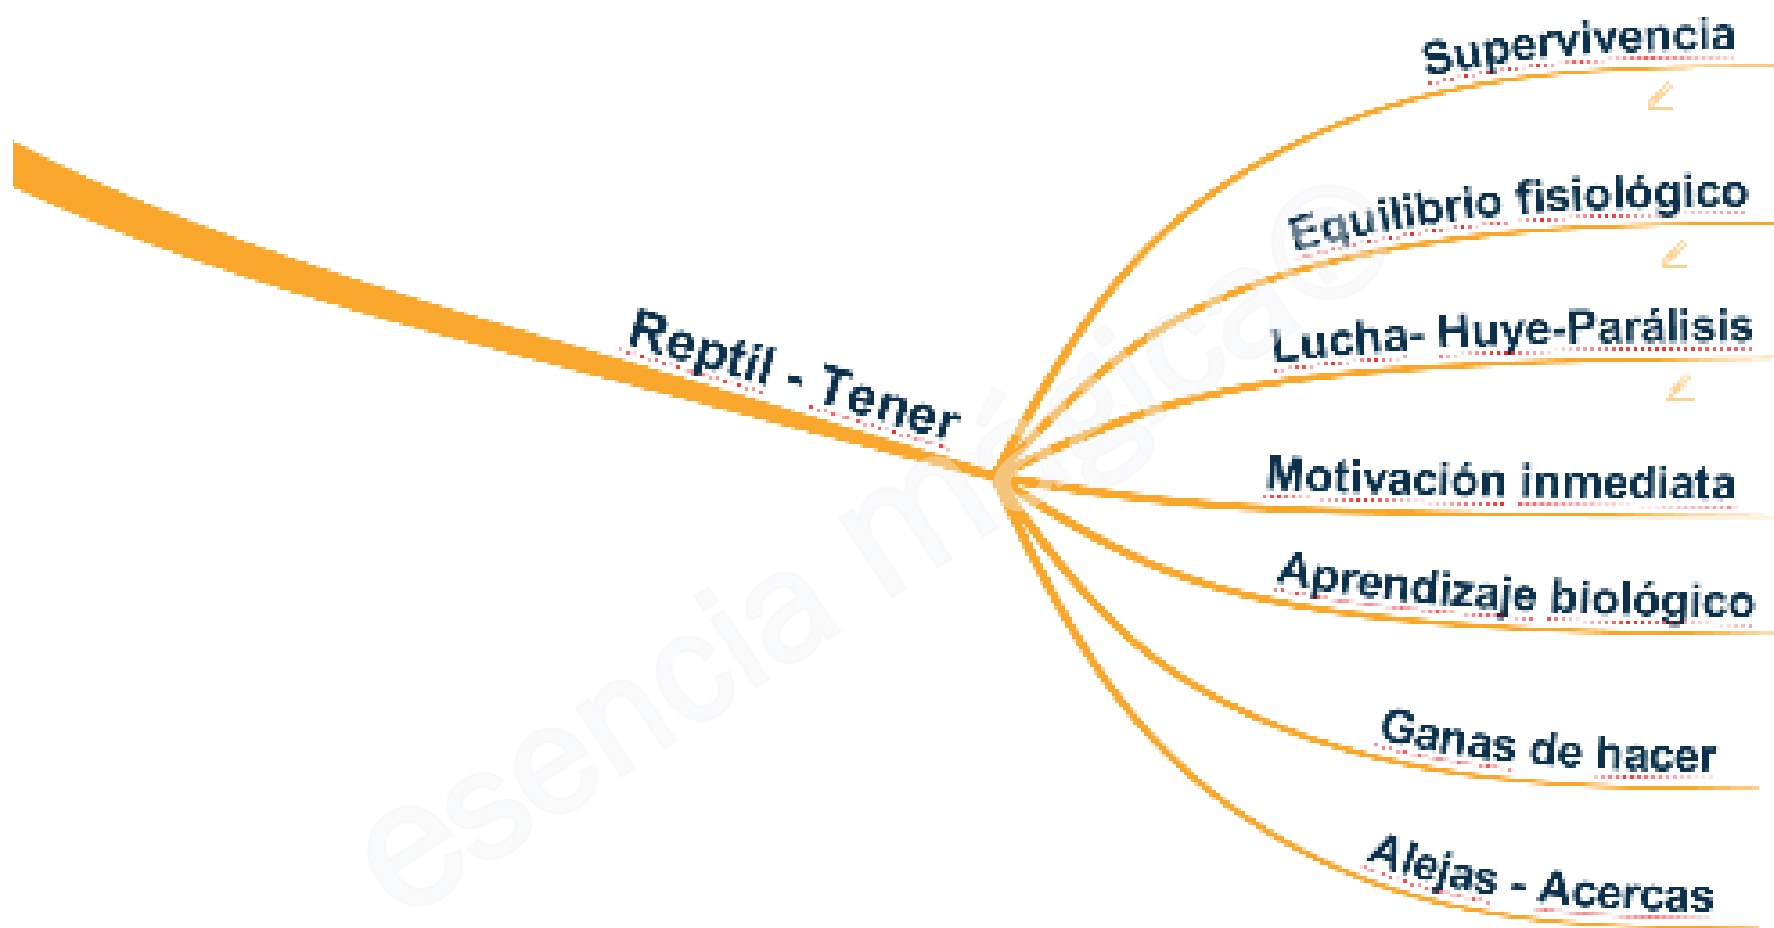 Supervivencia
Equilibrio fisiológico
Lucha- Huye-Parálisis
Reptil - Tener
Motivación inmediata
Aprendizaje biológico
Ganas de hacer
Alejas - Acercas
esencia mágica®